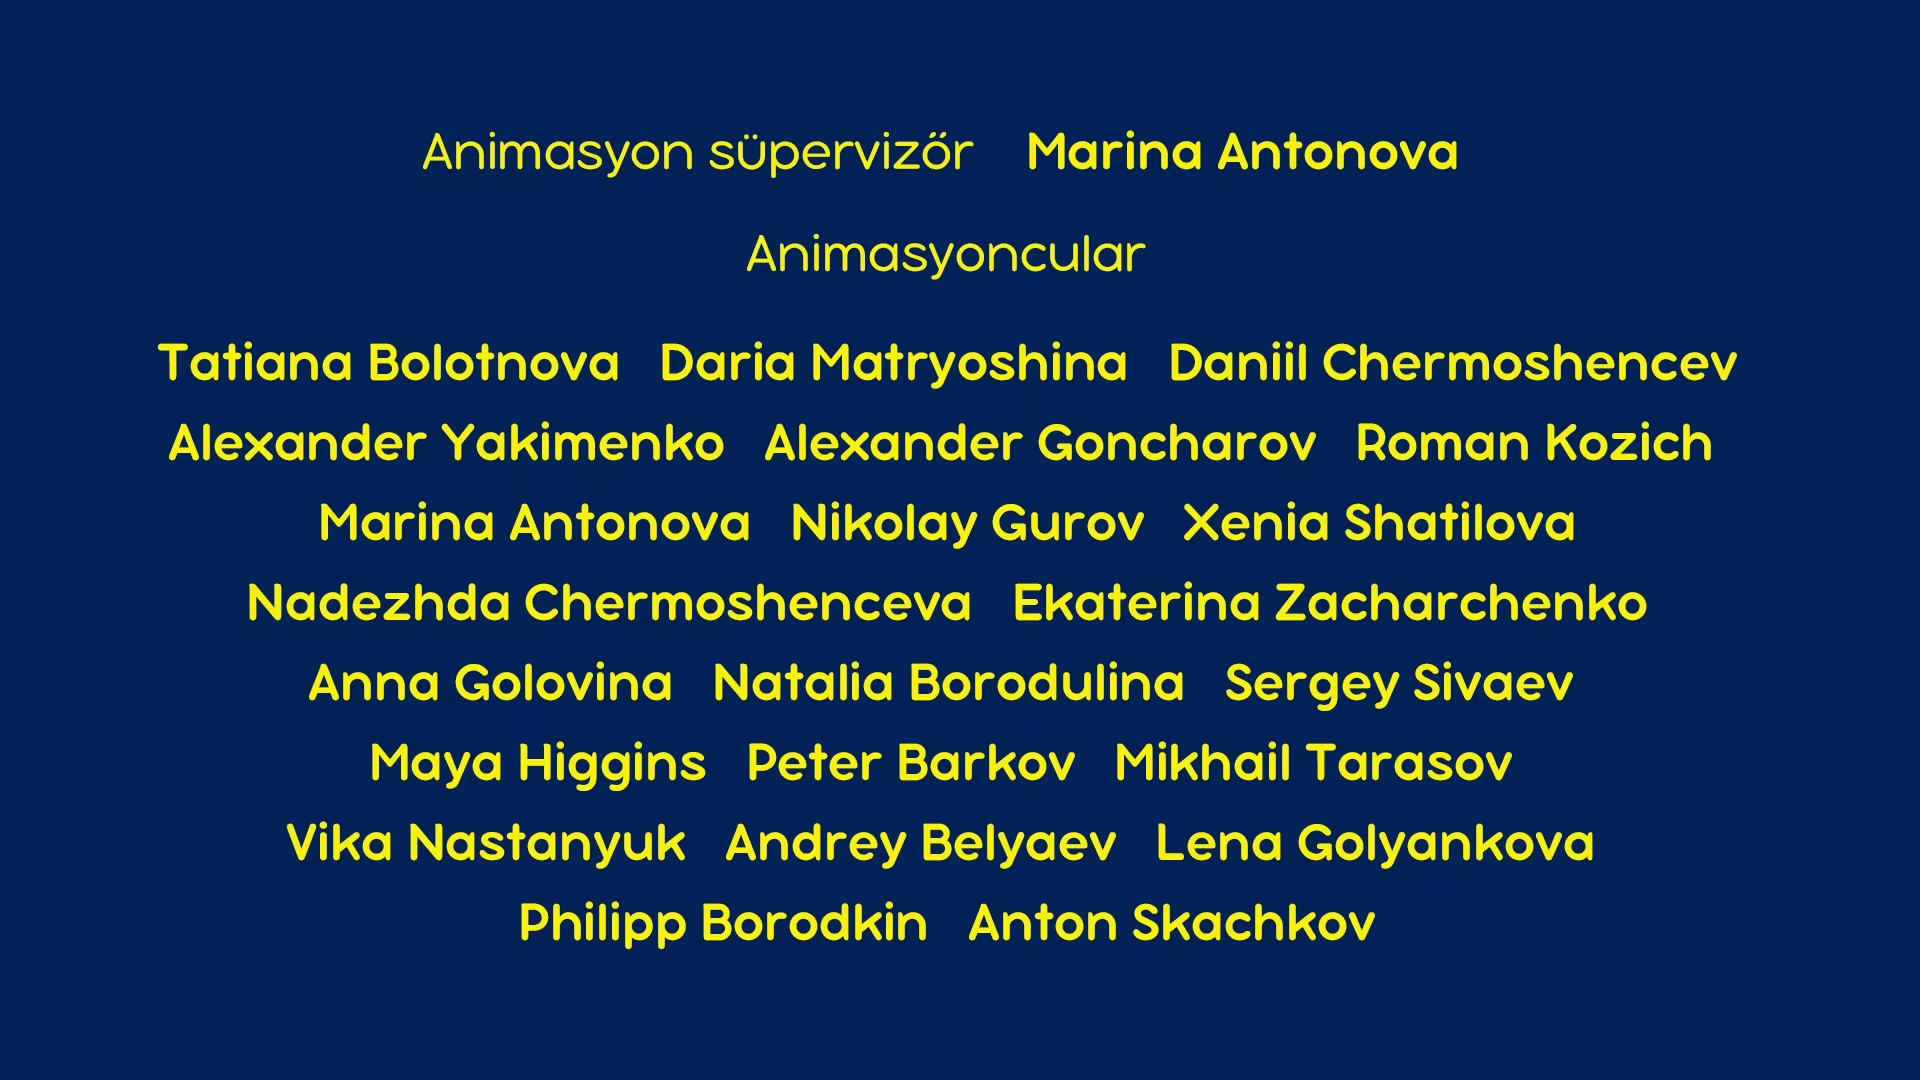 Animasyon süpervizőr Marina Antonova
Animasyoncular
Tatiana Bolotnova Daria Matryoshina Daniil Chermoshencev
Alexander Yakimenko Alexander Goncharov Roman Kozich
Marina Antonova Nikolay Gurov Xenia Shatilova
Nadezhda Chermoshenceva Ekaterina Zacharchenko
Anna Golovina Natalia Borodulina Sergey Sivaev
Maya Higgins Peter Barkov Mikhail Tarasov
Vika Nastanyuk Andrey Belyaev Lena Golyankova
Philipp Borodkin Anton Skachkov